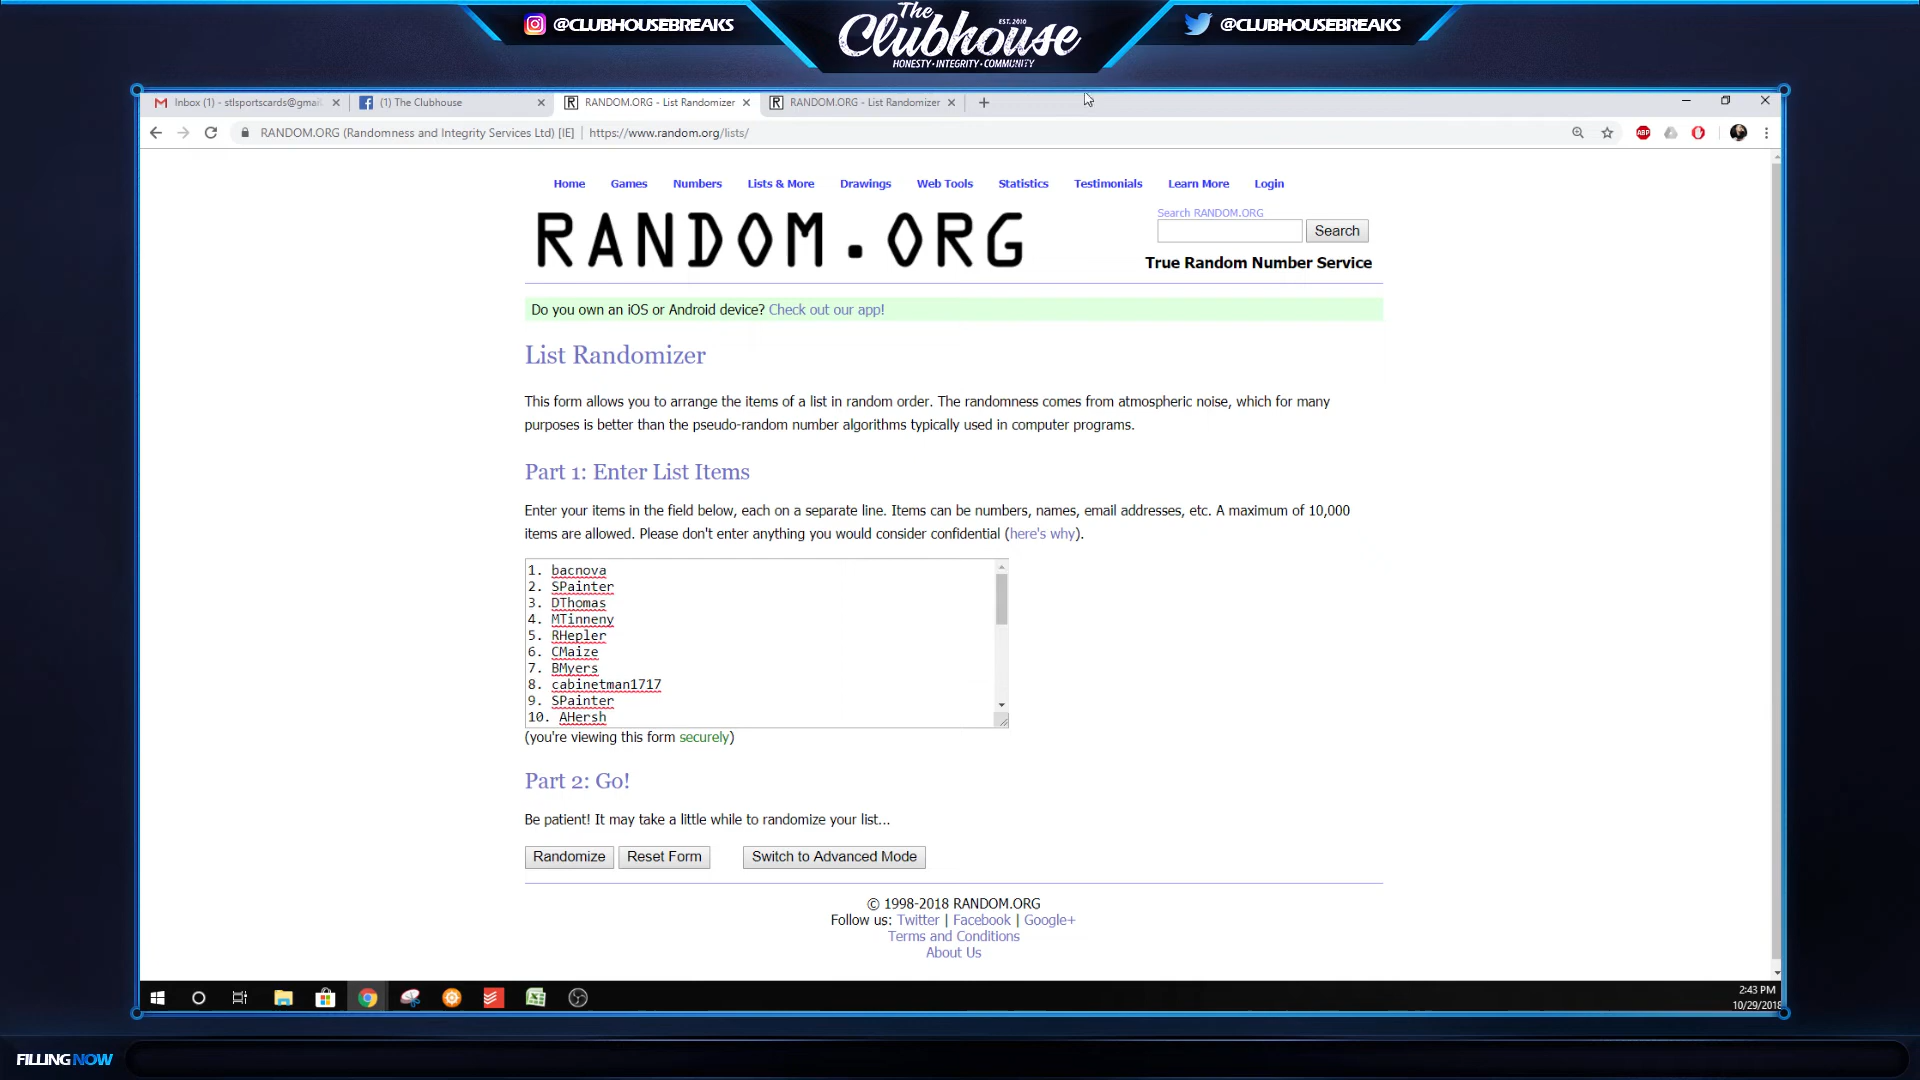 @CLUBHOUSEBREAKS
The Clubhouse
EST. 2010
HONESTY • INTEGRITY • COMMUNITY
@CLUBHOUSEBREAKS
Inbox (1) - stlsportscards@gmai
(1) The Clubhouse
RANDOM.ORG - List Randomizer
RANDOM.ORG - List Randomizer
RANDOM.ORG (Randomness and Integrity Services Ltd) [IE] | https://www.random.org/lists/
ABP
Home Games Numbers Lists & More Drawings Web Tools Statistics Testimonials Learn More Login
RANDOM.ORG
Search RANDOM.ORG
Search
True Random Number Service
Do you own an iOS or Android device? Check out our app!
List Randomizer
This form allows you to arrange the items of a list in random order. The randomness comes from atmospheric noise, which for many
purposes is better than the pseudo-random number algorithms typically used in computer programs.
Part 1: Enter List Items
Enter your items in the field below, each on a separate line. Items can be numbers, names, email addresses, etc. A maximum of 10,000
items are allowed. Please don't enter anything you would consider confidential (here's why).
1. bacnova
2. SPainter
3. DThomas
4. MTinneny
5. RHepler
6. CMaize
7. BMyers
8. cabinetman1717
9. SPainter
10. AHersh
(you're viewing this form securely)
Part 2: Go!
Be patient! It may take a little while to randomize your list...
Randomize Reset Form Switch to Advanced Mode
© 1998-2018 RANDOM.ORG
Follow us: Twitter | Facebook | Google+
Terms and Conditions
About Us
2:43 PM
10/29/2018
FILLING NOW